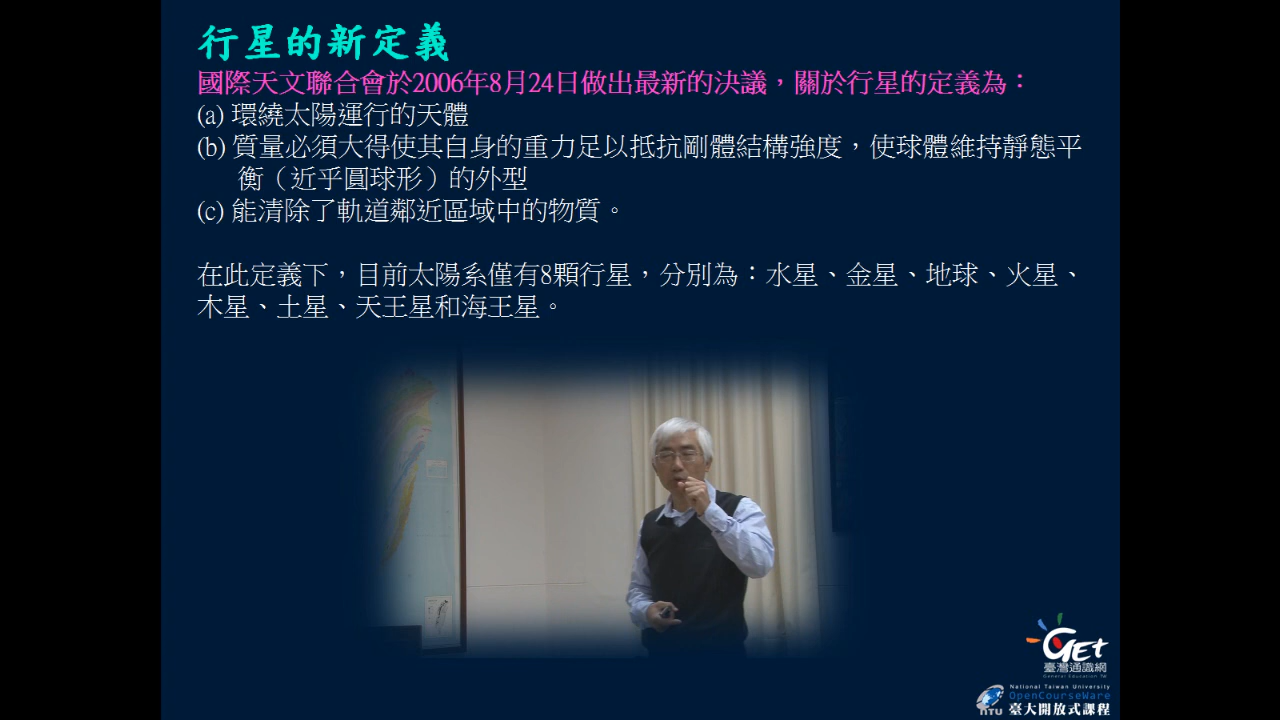 行星的新定義
國際天文聯合會於2006年8月24日做出最新的決議，關於行星的定義為：
(a) 環繞太陽運行的天體
(b) 質量必須大得使其自身的重力足以抵抗剛體結構強度，使球體維持靜態平
衡（近乎圓球形）的外型
(c) 能清除了軌道鄰近區域中的物質。
在此定義下，目前太陽系僅有8顆行星，分別為：水星、金星、地球、火星、
木星、土星、天王星和海王星。
GEt
臺灣通識網
General Education TW
National Taiwan University
OpenCourseWare
NTU 臺大開放式課程